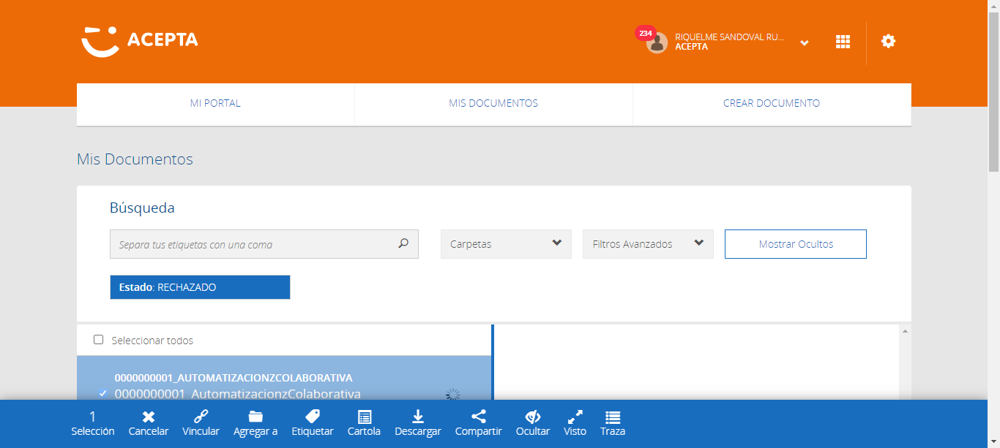 ACEPTA
234
RIQUELME SANDOVAL RU...
ACEPTA
MI PORTAL
MIS DOCUMENTOS
CREAR DOCUMENTO
Mis Documentos
Búsqueda
Separa tus etiquetas con una coma
Carpetas
Filtros Avanzados
Mostrar Ocultos
Estado: RECHAZADO
Seleccionar todos
0000000001_AUTOMATIZACIONZCOLABORATIVA
0000000001_AutomatizacionzColaborativa
1
Selección
Cancelar
Vincular
Agregar a
Etiquetar
Cartola
Descargar
Compartir
Ocultar
Visto
Traza